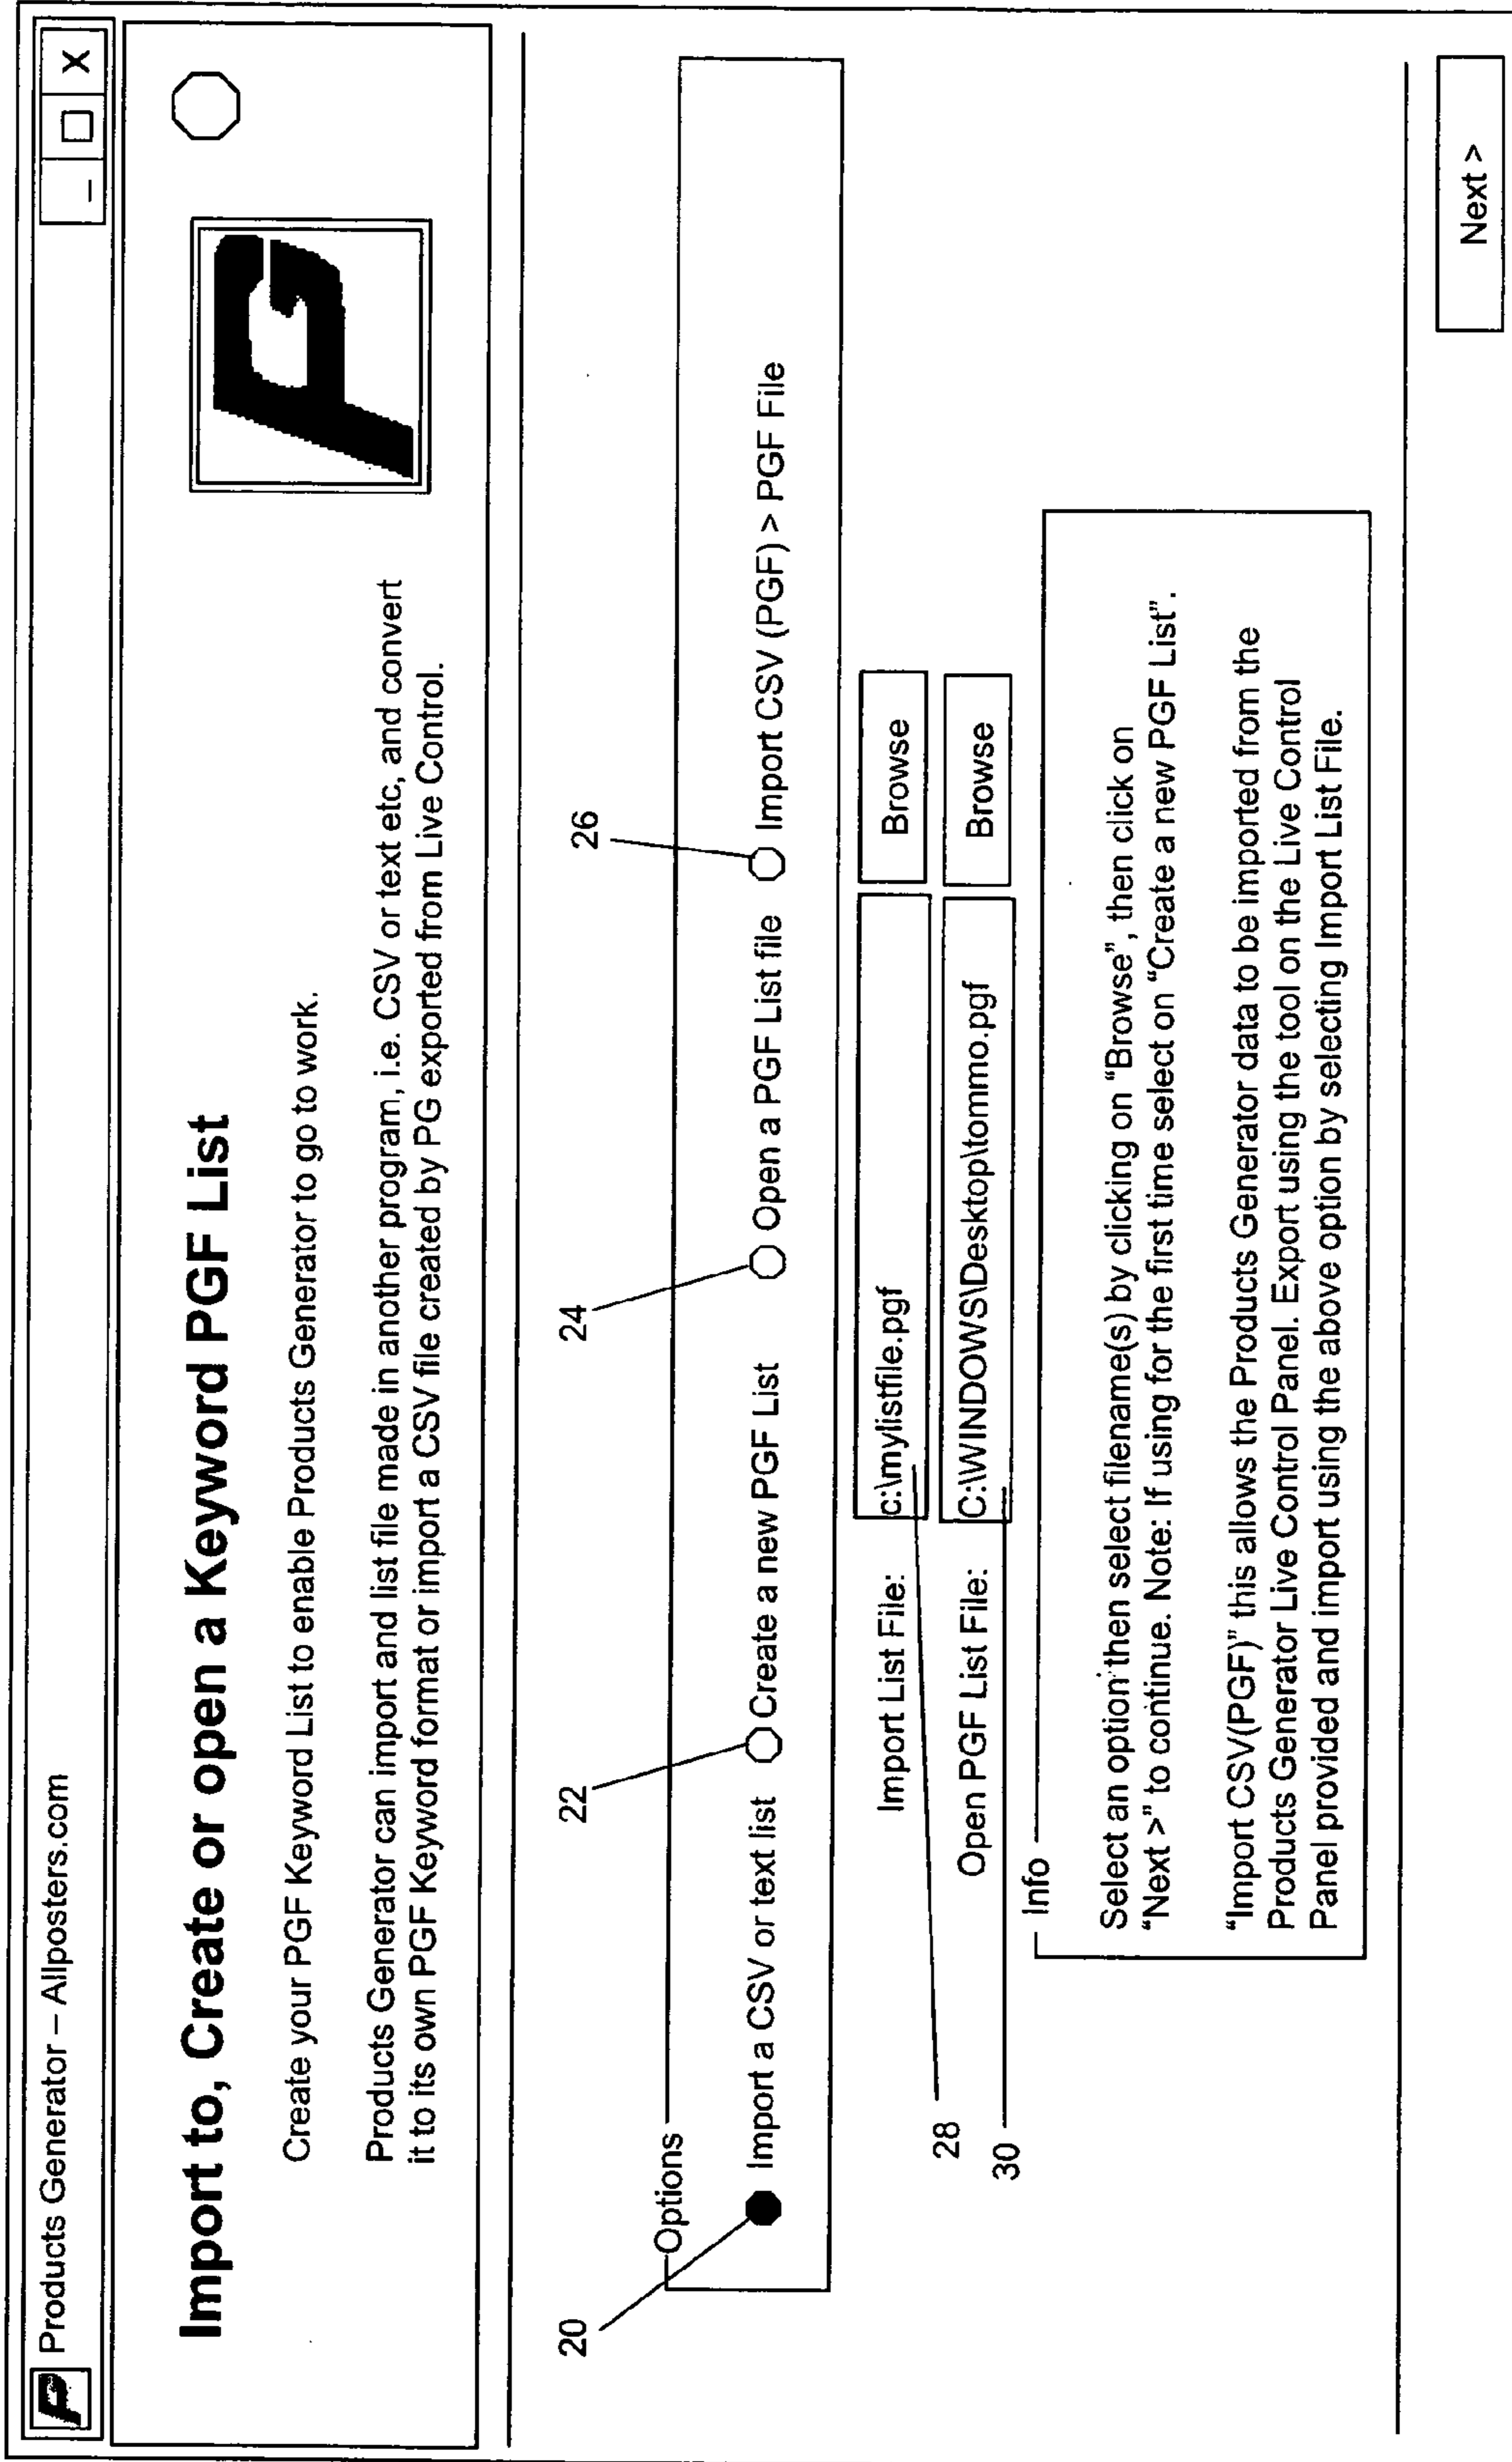 Products Generator – Allposters.com
_ □ X
Import to, Create or open a Keyword PGF List
PG
Create your PGF Keyword List to enable Products Generator to go to work.
Products Generator can import and list file made in another program, i.e. CSV or text etc, and convert
it to its own PGF Keyword format or import a CSV file created by PG exported from Live Control.
20 22 24 26
Options
Import a CSV or text list Create a new PGF List Open a PGF List file Import CSV (PGF) > PGF File
Import List File: c:\mylistfile.pgf Browse
28
Open PGF List File: C:\WINDOWS\Desktop\tommo.pgf Browse
30
Info
Select an option then select filename(s) by clicking on "Browse", then click on
“Next >” to continue. Note: If using for the first time select on “Create a new PGF List”.
“Import CSV(PGF)” this allows the Products Generator data to be imported from the
Products Generator Live Control Panel. Export using the tool on the Live Control
Panel provided and import using the above option by selecting Import List File.
Next >